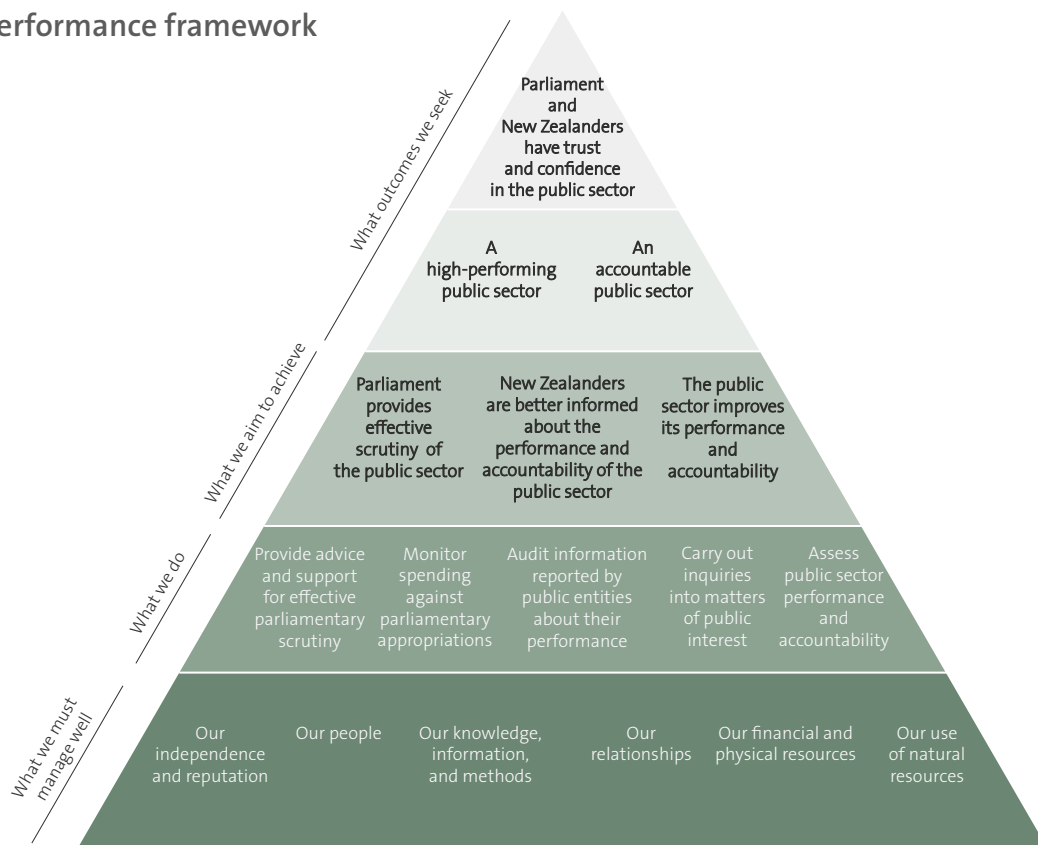 erformance framework
What outcomes we seek
Parliament
and
New Zealanders
have trust
and confidence
in the public sector
A
high-performing
public sector
An
accountable
public sector
What we aim to achieve
Parliament
provides
effective
scrutiny of
the public sector
New Zealanders
are better informed
about the
performance and
accountability of the
public sector
The public
sector improves
its performance
and
accountability
What we do
Provide advice
and support
for effective
parliamentary
scrutiny
Monitor
spending
against
parliamentary
appropriations
Audit information
reported by
public entities
about their
performance
Carry out
inquiries
into matters
of public
interest
Assess
public sector
performance
and
accountability
What we must
manage well
Our
independence
and reputation
Our people
Our knowledge,
information,
and methods
Our
relationships
Our financial and
physical resources
Our use
of natural
resources